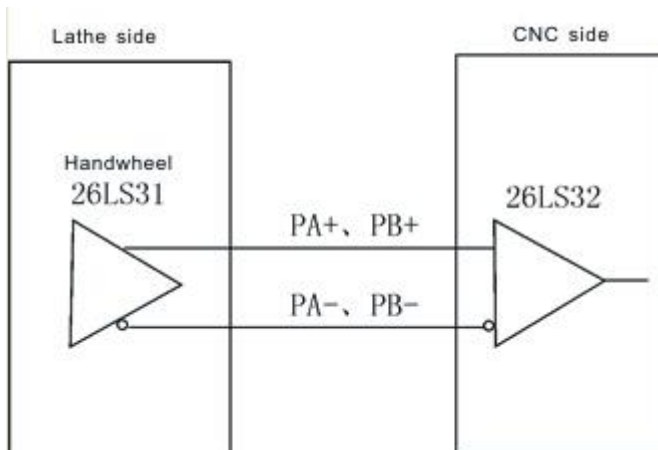 Lathe side
CNC side
Handwheel
26LS31
26LS32
PA+、PB+
PA-、PB-